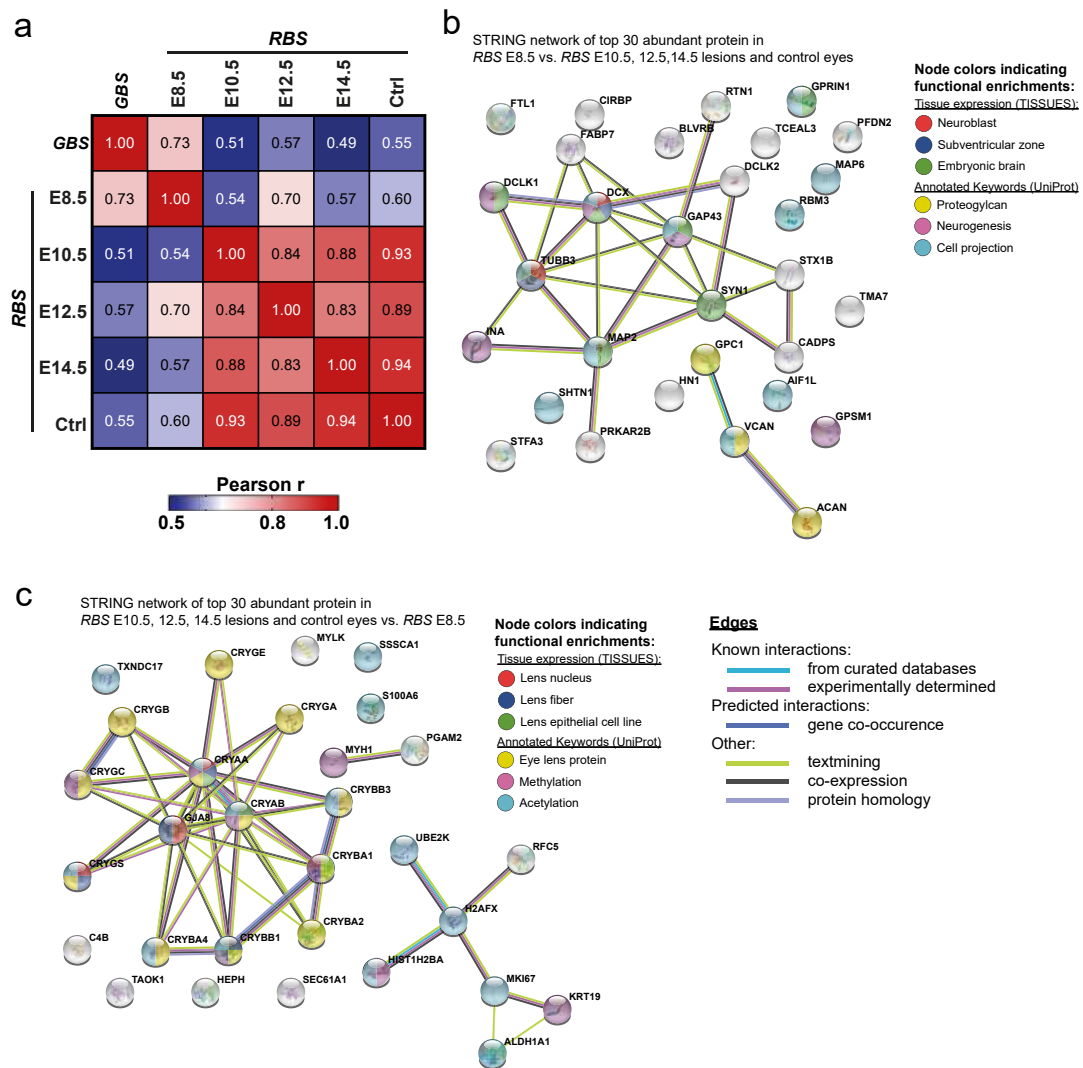 a
RBS
GBS
E8.5
E10.5
E12.5
E14.5
Ctrl
GBS 1.00 0.73 0.51 0.57 0.49 0.55
E8.5 0.73 1.00 0.54 0.70 0.57 0.60
E10.5 0.51 0.54 1.00 0.84 0.88 0.93
E12.5 0.57 0.70 0.84 1.00 0.83 0.89
E14.5 0.49 0.57 0.88 0.83 1.00 0.94
Ctrl 0.55 0.60 0.93 0.89 0.94 1.00
RBS
Pearson r
0.5 0.8 1.0
b
STRING network of top 30 abundant protein in
RBS E8.5 vs. RBS E10.5, 12.5,14.5 lesions and control eyes
FTL1
CIRBP
RTN1
GPRIN1
FABP7
BLVRB
TCEAL3
PFDN2
DCLK1
DCX
DCLK2
MAP6
GAP43
RBM3
TUBB3
STX1B
SYN1
TMA7
INA
MAP2
GPC1
CADPS
SHTN1
HN1
AIF1L
STFA3
PRKAR2B
VCAN
GPSM1
ACAN
Node colors indicating
functional enrichments:
Tissue expression (TISSUES):
Neuroblast
Subventricular zone
Embryonic brain
Annotated Keywords (UniProt)
Proteogylcan
Neurogenesis
Cell projection
c
STRING network of top 30 abundant protein in
RBS E10.5, 12.5, 14.5 lesions and control eyes vs. RBS E8.5
TXNDC17
CRYGE
MYLK
SSSCA1
CRYGB
CRYGA
S100A6
MYH1
PGAM2
CRYGC
CRYAA
CRYAB
CRYBB3
GJA8
CRYGS
CRYBA1
CRYBA2
C4B
CRYBA4
CRYBB1
TAOK1
HEPH
SEC61A1
UBE2K
RFC5
H2AFX
HIST1H2BA
MKI67
KRT19
ALDH1A1
Node colors indicating
functional enrichments:
Tissue expression (TISSUES):
Lens nucleus
Lens fiber
Lens epithelial cell line
Annotated Keywords (UniProt)
Eye lens protein
Methylation
Acetylation
Edges
Known interactions:
from curated databases
experimentally determined
Predicted interactions:
gene co-occurence
Other:
textmining
co-expression
protein homology